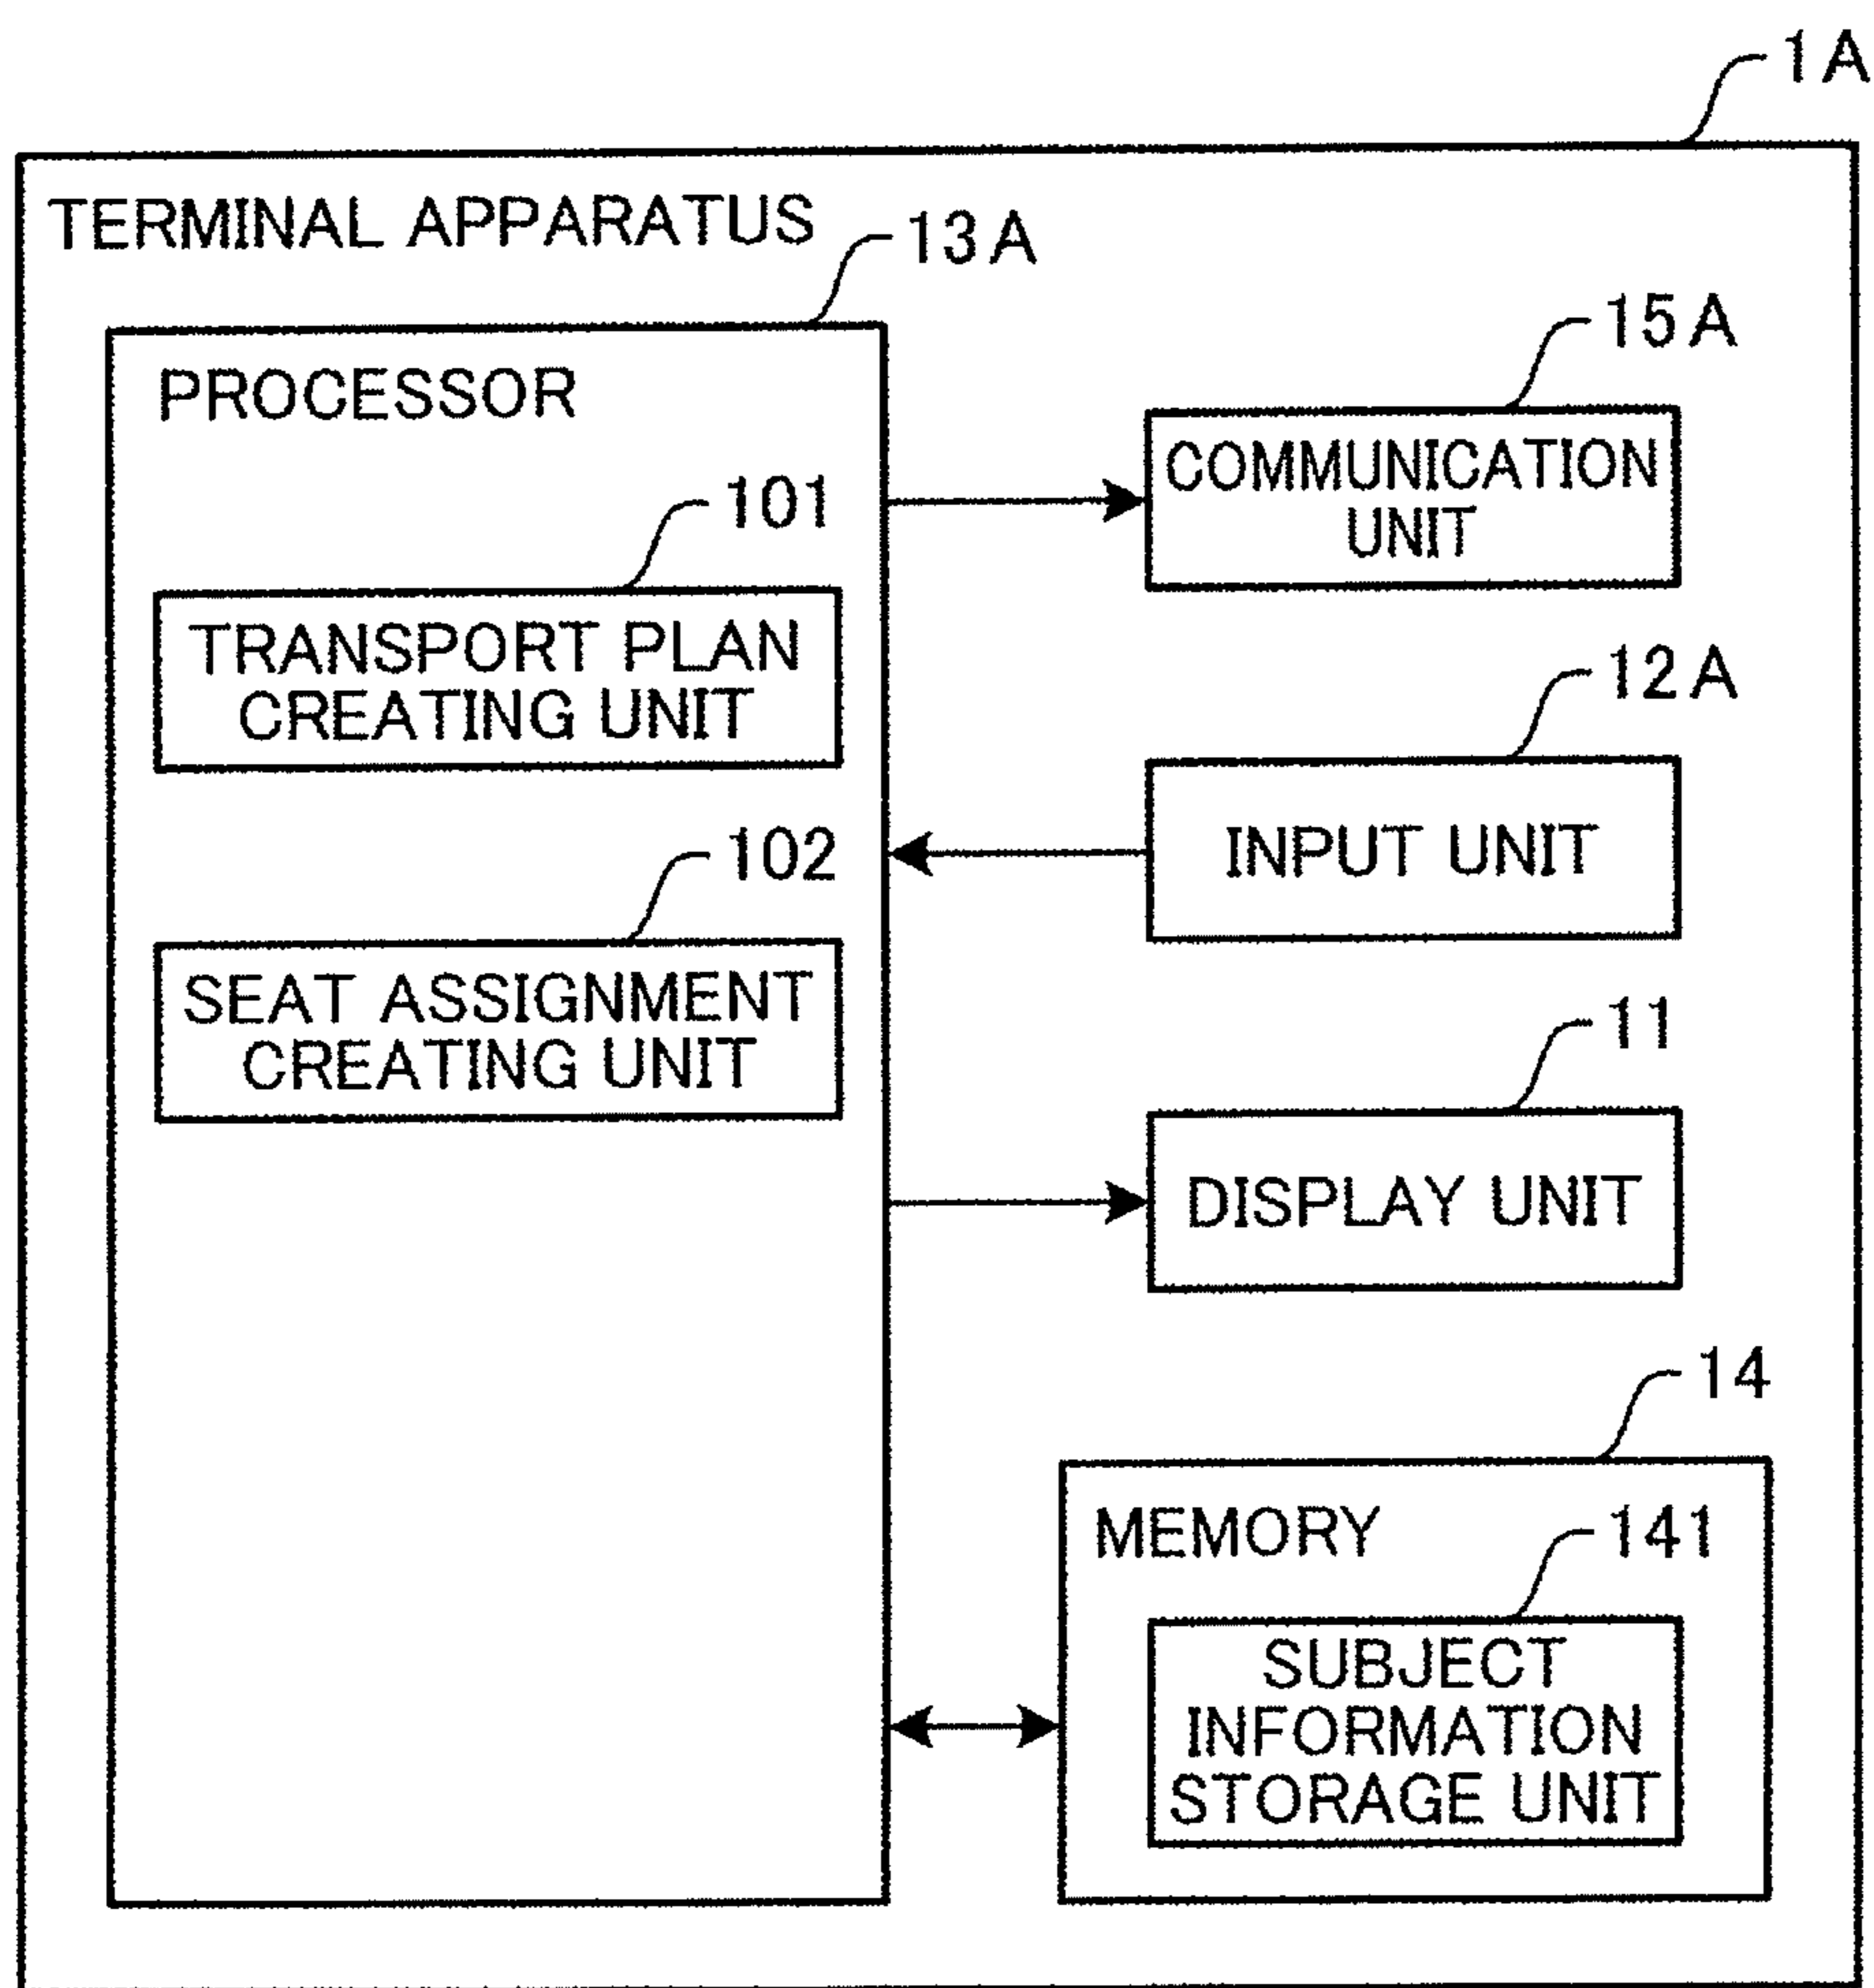 1A
TERMINAL APPARATUS
13A
PROCESSOR
101
TRANSPORT PLAN
CREATING UNIT
102
SEAT ASSIGNMENT
CREATING UNIT
15A
COMMUNICATION
UNIT
12A
INPUT UNIT
11
DISPLAY UNIT
14
MEMORY
141
SUBJECT
INFORMATION
STORAGE UNIT